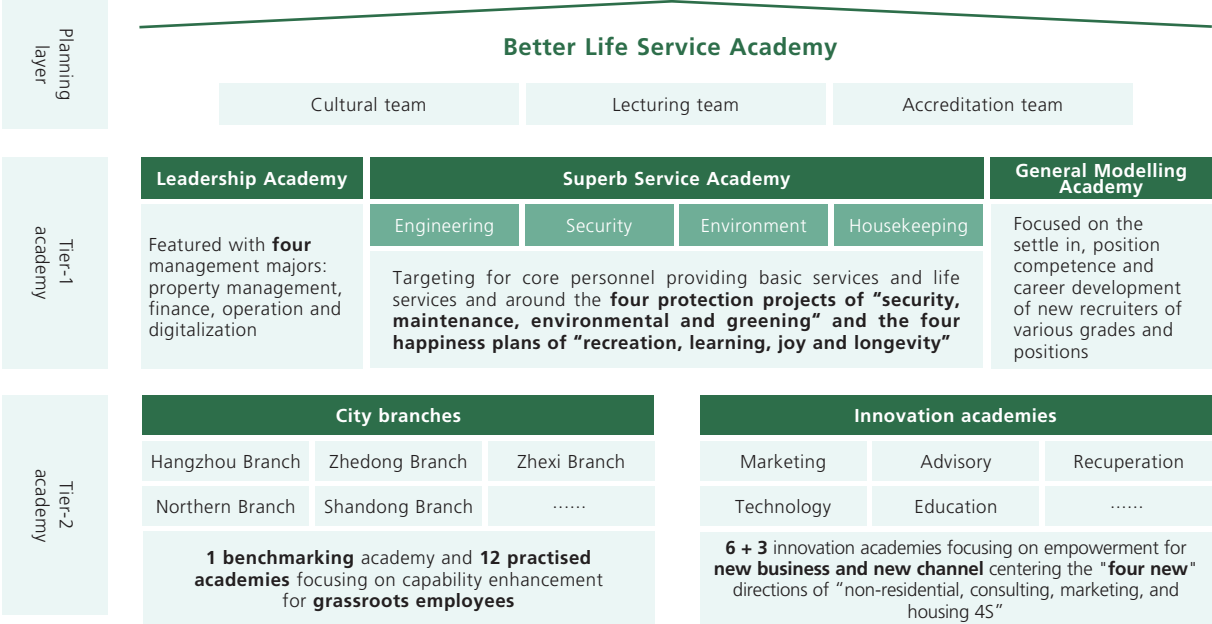 Planning
layer
Better Life Service Academy
Cultural team
Lecturing team
Accreditation team
Tier-1
academy
Leadership Academy
Featured with four
management majors:
property management,
finance, operation and
digitalization
Superb Service Academy
Engineering
Security
Environment
Housekeeping
Targeting for core personnel providing basic services and life
services and around the four protection projects of “security,
maintenance, environmental and greening“ and the four
happiness plans of “recreation, learning, joy and longevity”
General Modelling
Academy
Focused on the
settle in, position
competence and
career development
of new recruiters of
various grades and
positions
Tier-2
academy
City branches
Hangzhou Branch
Zhedong Branch
Zhexi Branch
Northern Branch
Shandong Branch
......
1 benchmarking academy and 12 practised
academies focusing on capability enhancement
for grassroots employees
Innovation academies
Marketing
Advisory
Recuperation
Technology
Education
......
6 + 3 innovation academies focusing on empowerment for
new business and new channel centering the "four new"
directions of “non-residential, consulting, marketing, and
housing 4S”